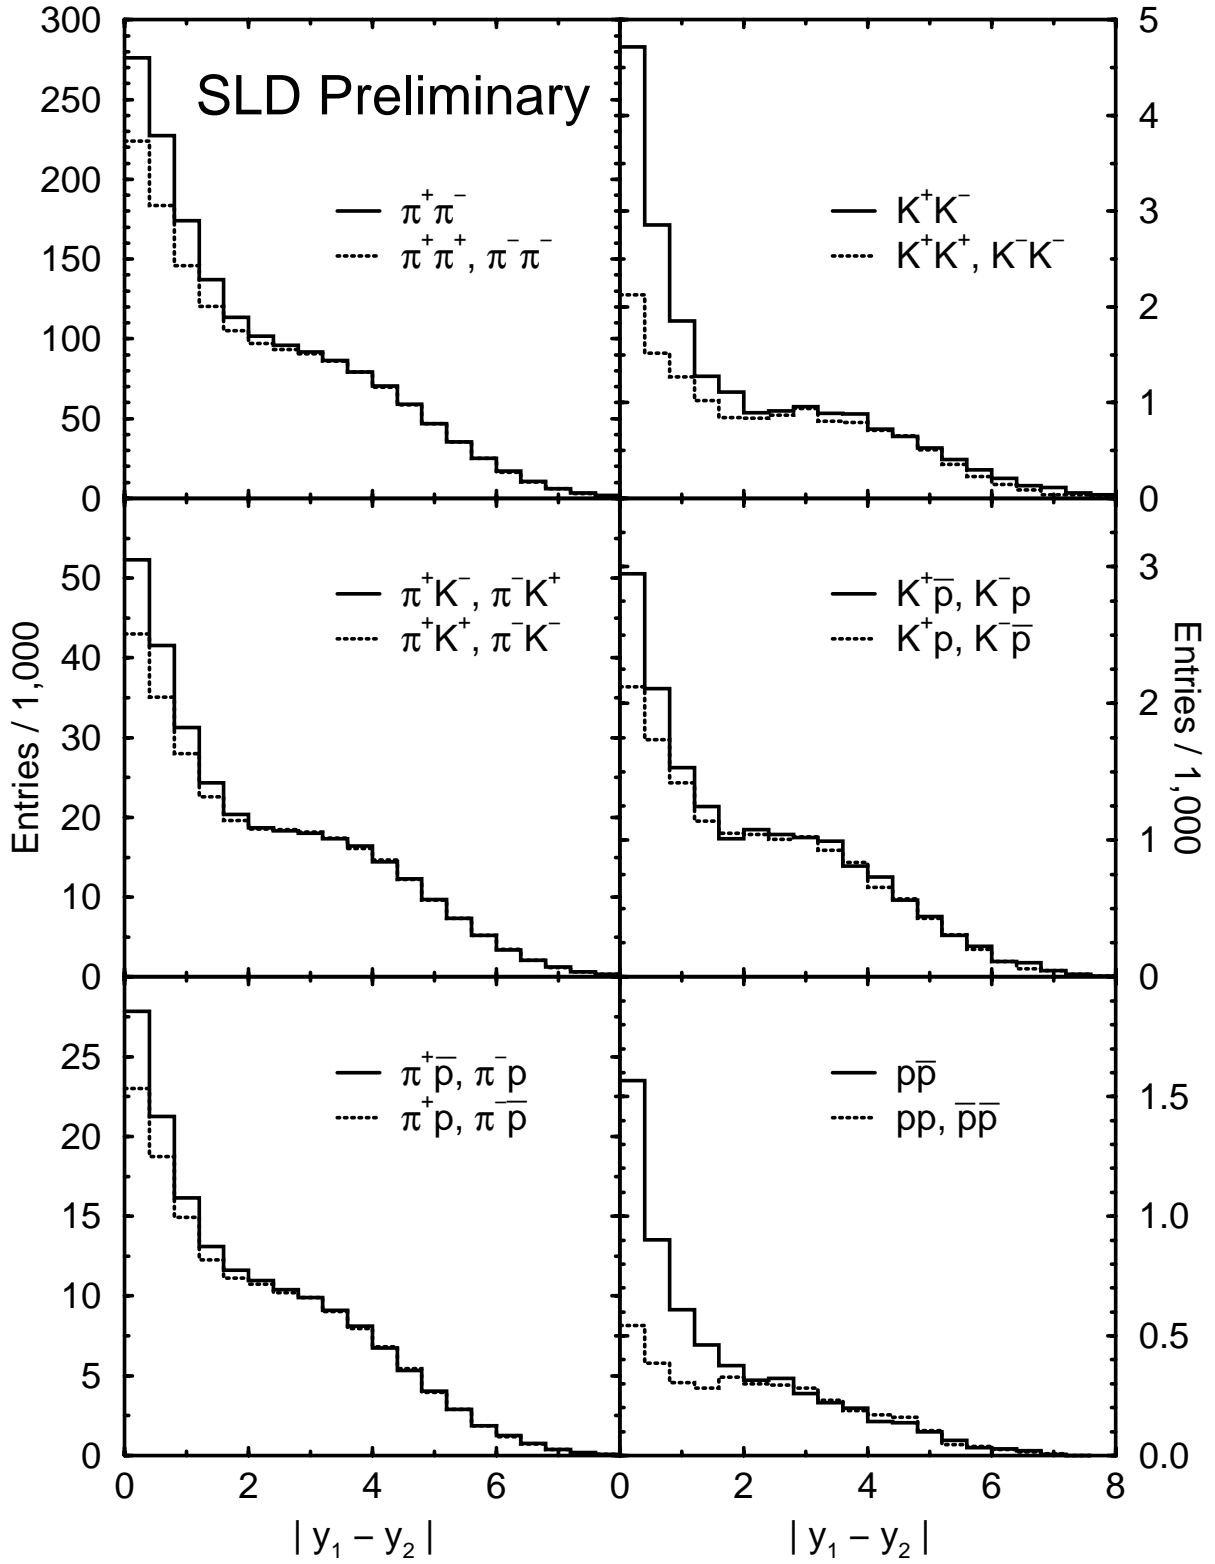 SLD Preliminary
300
250
200
150
100
50
0
π⁺π⁻
π⁺π⁺, π⁻π⁻
5
4
3
2
1
0
K⁺K⁻
K⁺K⁺, K⁻K⁻
Entries / 1,000
50
40
30
20
10
0
π⁺K⁻, π⁻K⁺
π⁺K⁺, π⁻K⁻
3
2
1
0
K⁺p̅, K⁻p
K⁺p, K⁻p̅
Entries / 1,000
25
20
15
10
5
0
π⁺p̅, π⁻p
π⁺p, π⁻p̅
1.5
1.0
0.5
0.0
pp̅
pp, p̅p̅
0 2 4 6 0 2 4 6 8
| y₁ – y₂ | | y₁ – y₂ |